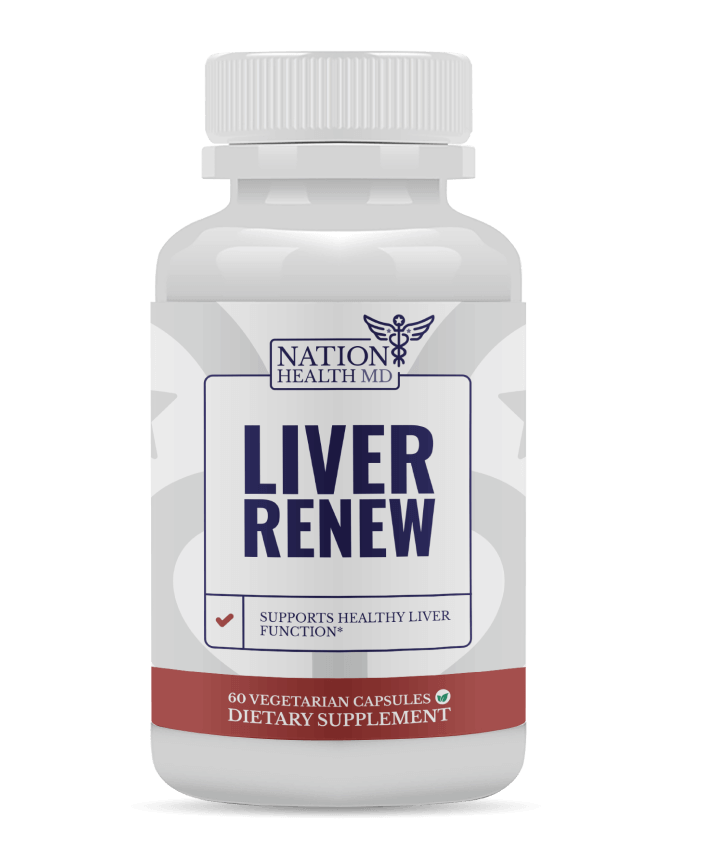 NATION
HEALTH MD
LIVER
RENEW
SUPPORTS HEALTHY LIVER
FUNCTION*
60 VEGETARIAN CAPSULES
DIETARY SUPPLEMENT